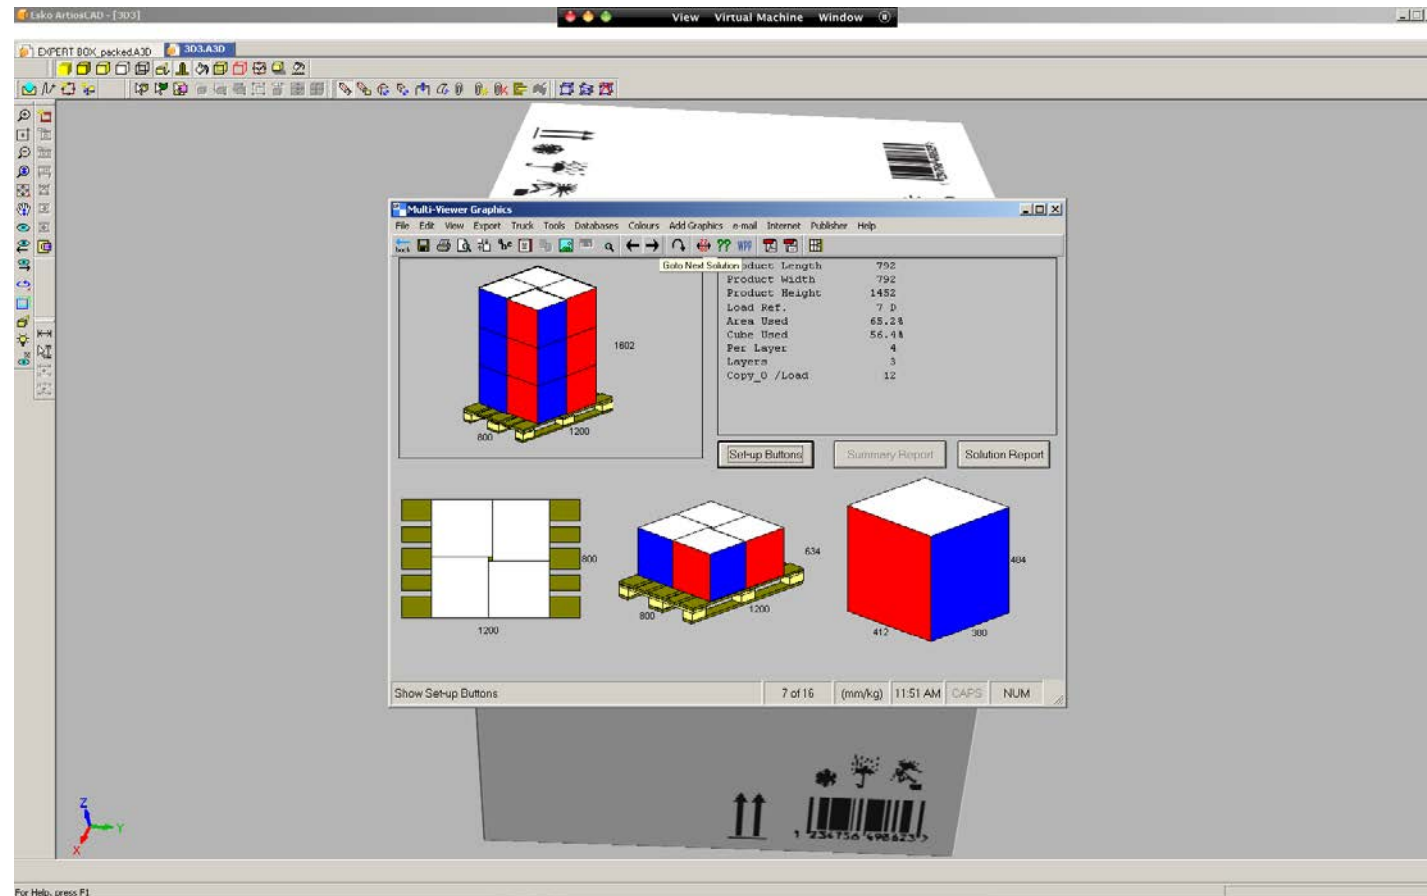 Esko ArtiosCAD - [3D3]
View Virtual Machine Window
EXPERT BOX_packed.A3D 3D3.A3D
Multi-Viewer Graphics
File Edit View Export Truck Tools Databases Colours Add Graphics e-mail Internet Publisher Help
Goto Next Solution
Product Length 792
Product Width 792
Product Height 1452
Load Ref. 7 D
Area Used 65.2%
Cube Used 56.4%
Per Layer 4
Layers 3
Copy_0 /Load 12
1602
800
1200
Set-up Buttons Summary Report Solution Report
800
1200
634
800
1200
484
412
380
Show Set-up Buttons 7 of 16 (mm/kg) 11:51 AM CAPS NUM
Z
Y
X
For Help, press F1